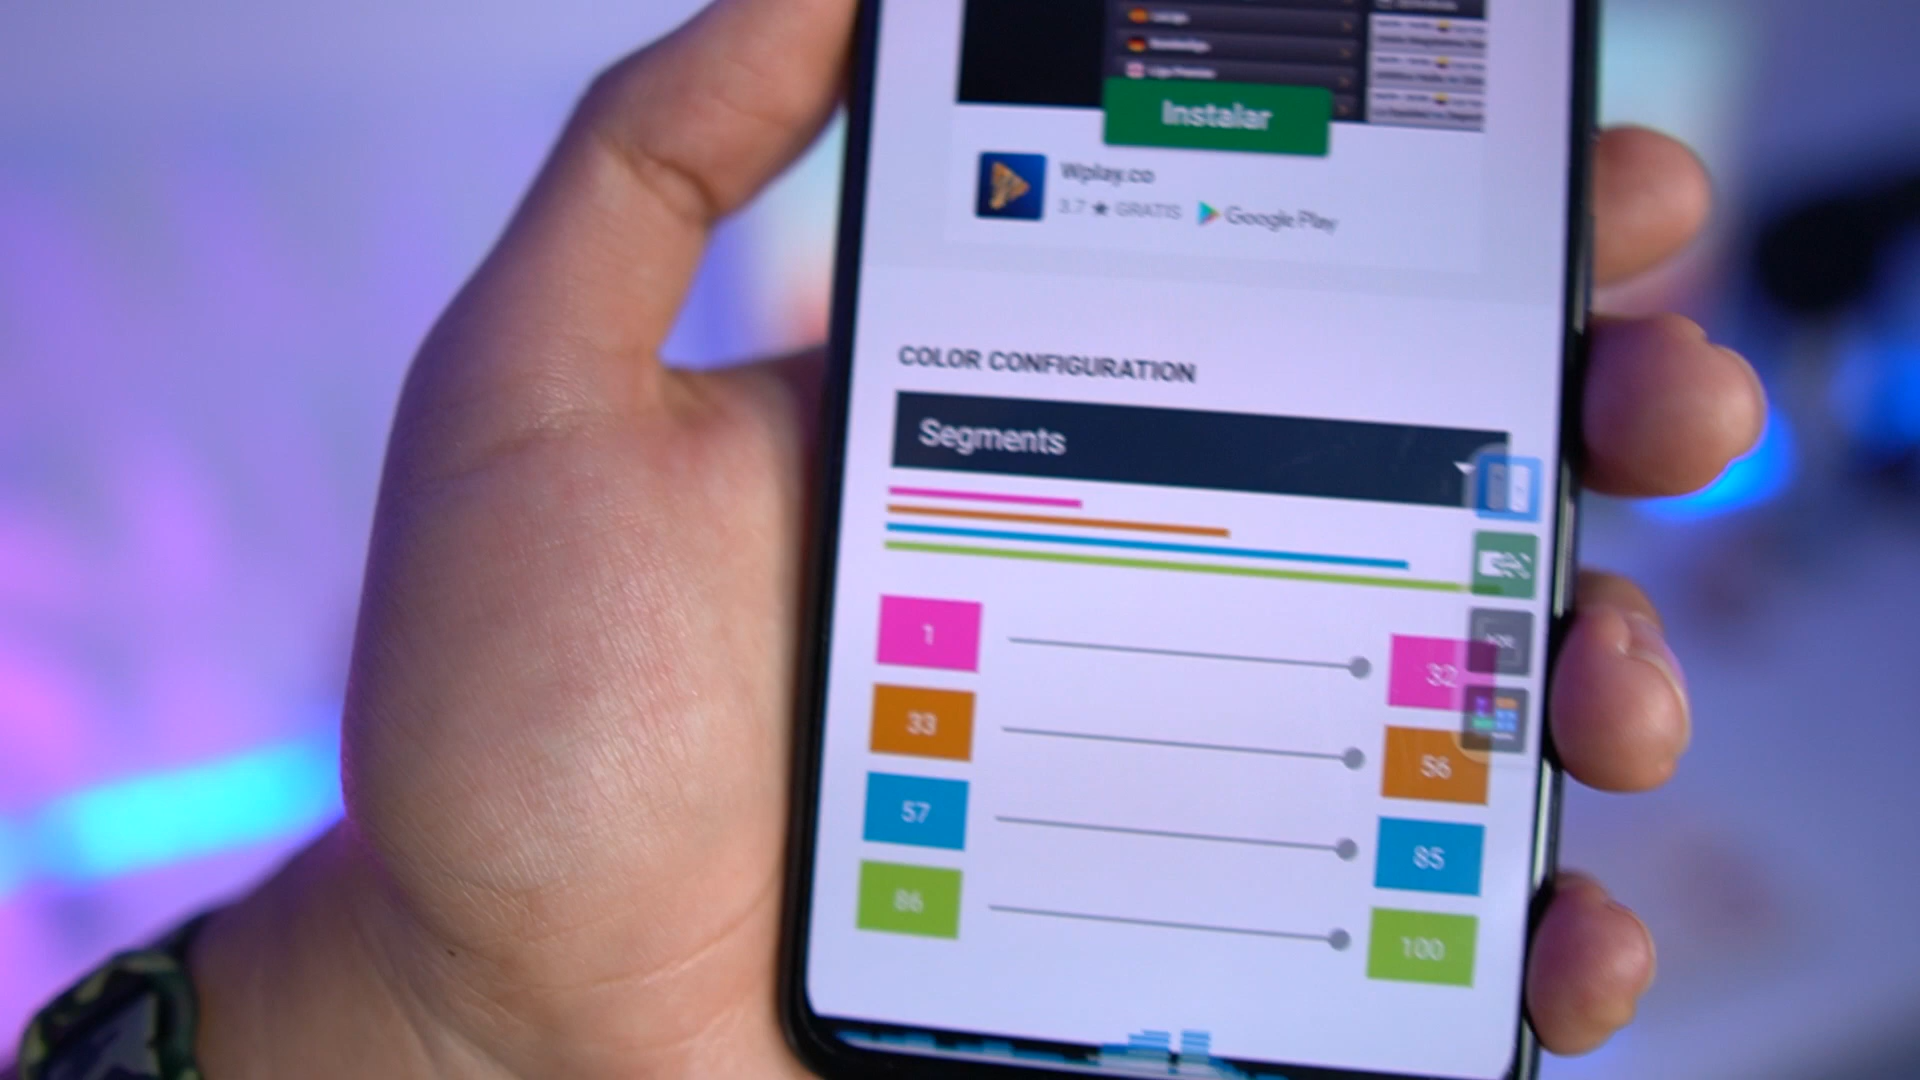 Instalar
Wplay.co
3.7 ★ GRATIS Google Play
COLOR CONFIGURATION
Segments
1 32
33 56
57 85
86 100